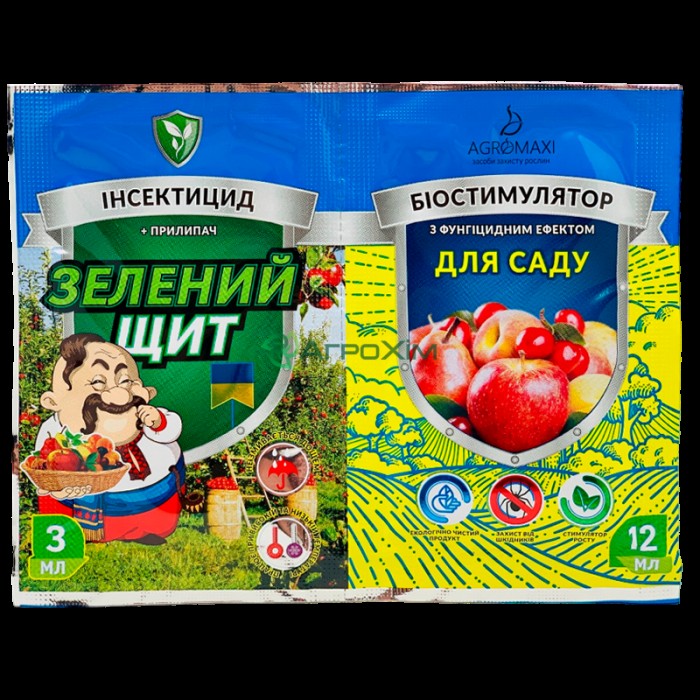 ІНСЕКТИЦИД
+ ПРИЛИПАЧ
ЗЕЛЕНИЙ
ЩИТ
3
МЛ
AGROMAXI
засоби захисту рослин
БІОСТИМУЛЯТОР
З ФУНГІЦИДНИМ ЕФЕКТОМ
ДЛЯ САДУ
АГРОХІМ
ЕКОЛОГІЧНО ЧИСТИЙ
ПРОДУКТ
ЗАХИСТ ВІД
ШКІДНИКІВ
СТИМУЛЯТОР
РОСТУ
12
МЛ